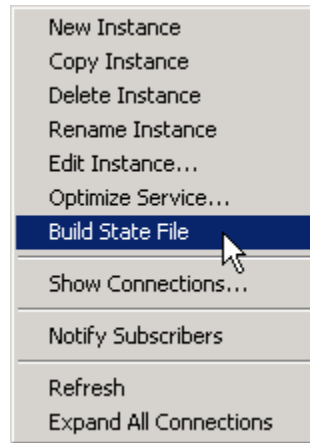 New Instance
Copy Instance
Delete Instance
Rename Instance
Edit Instance...
Optimize Service...
Build State File
Show Connections...
Notify Subscribers
Refresh
Expand All Connections